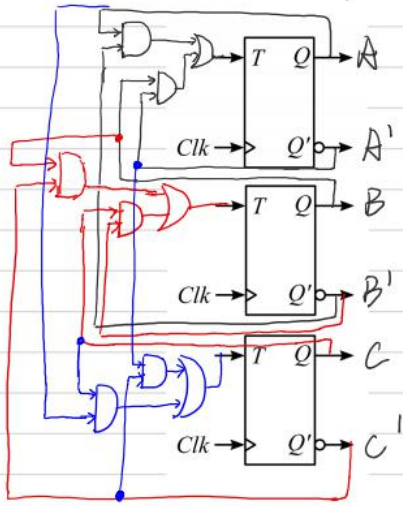 T Q A
Clk Q' A'
T Q B
Clk Q' B'
T Q C
Clk Q' C'